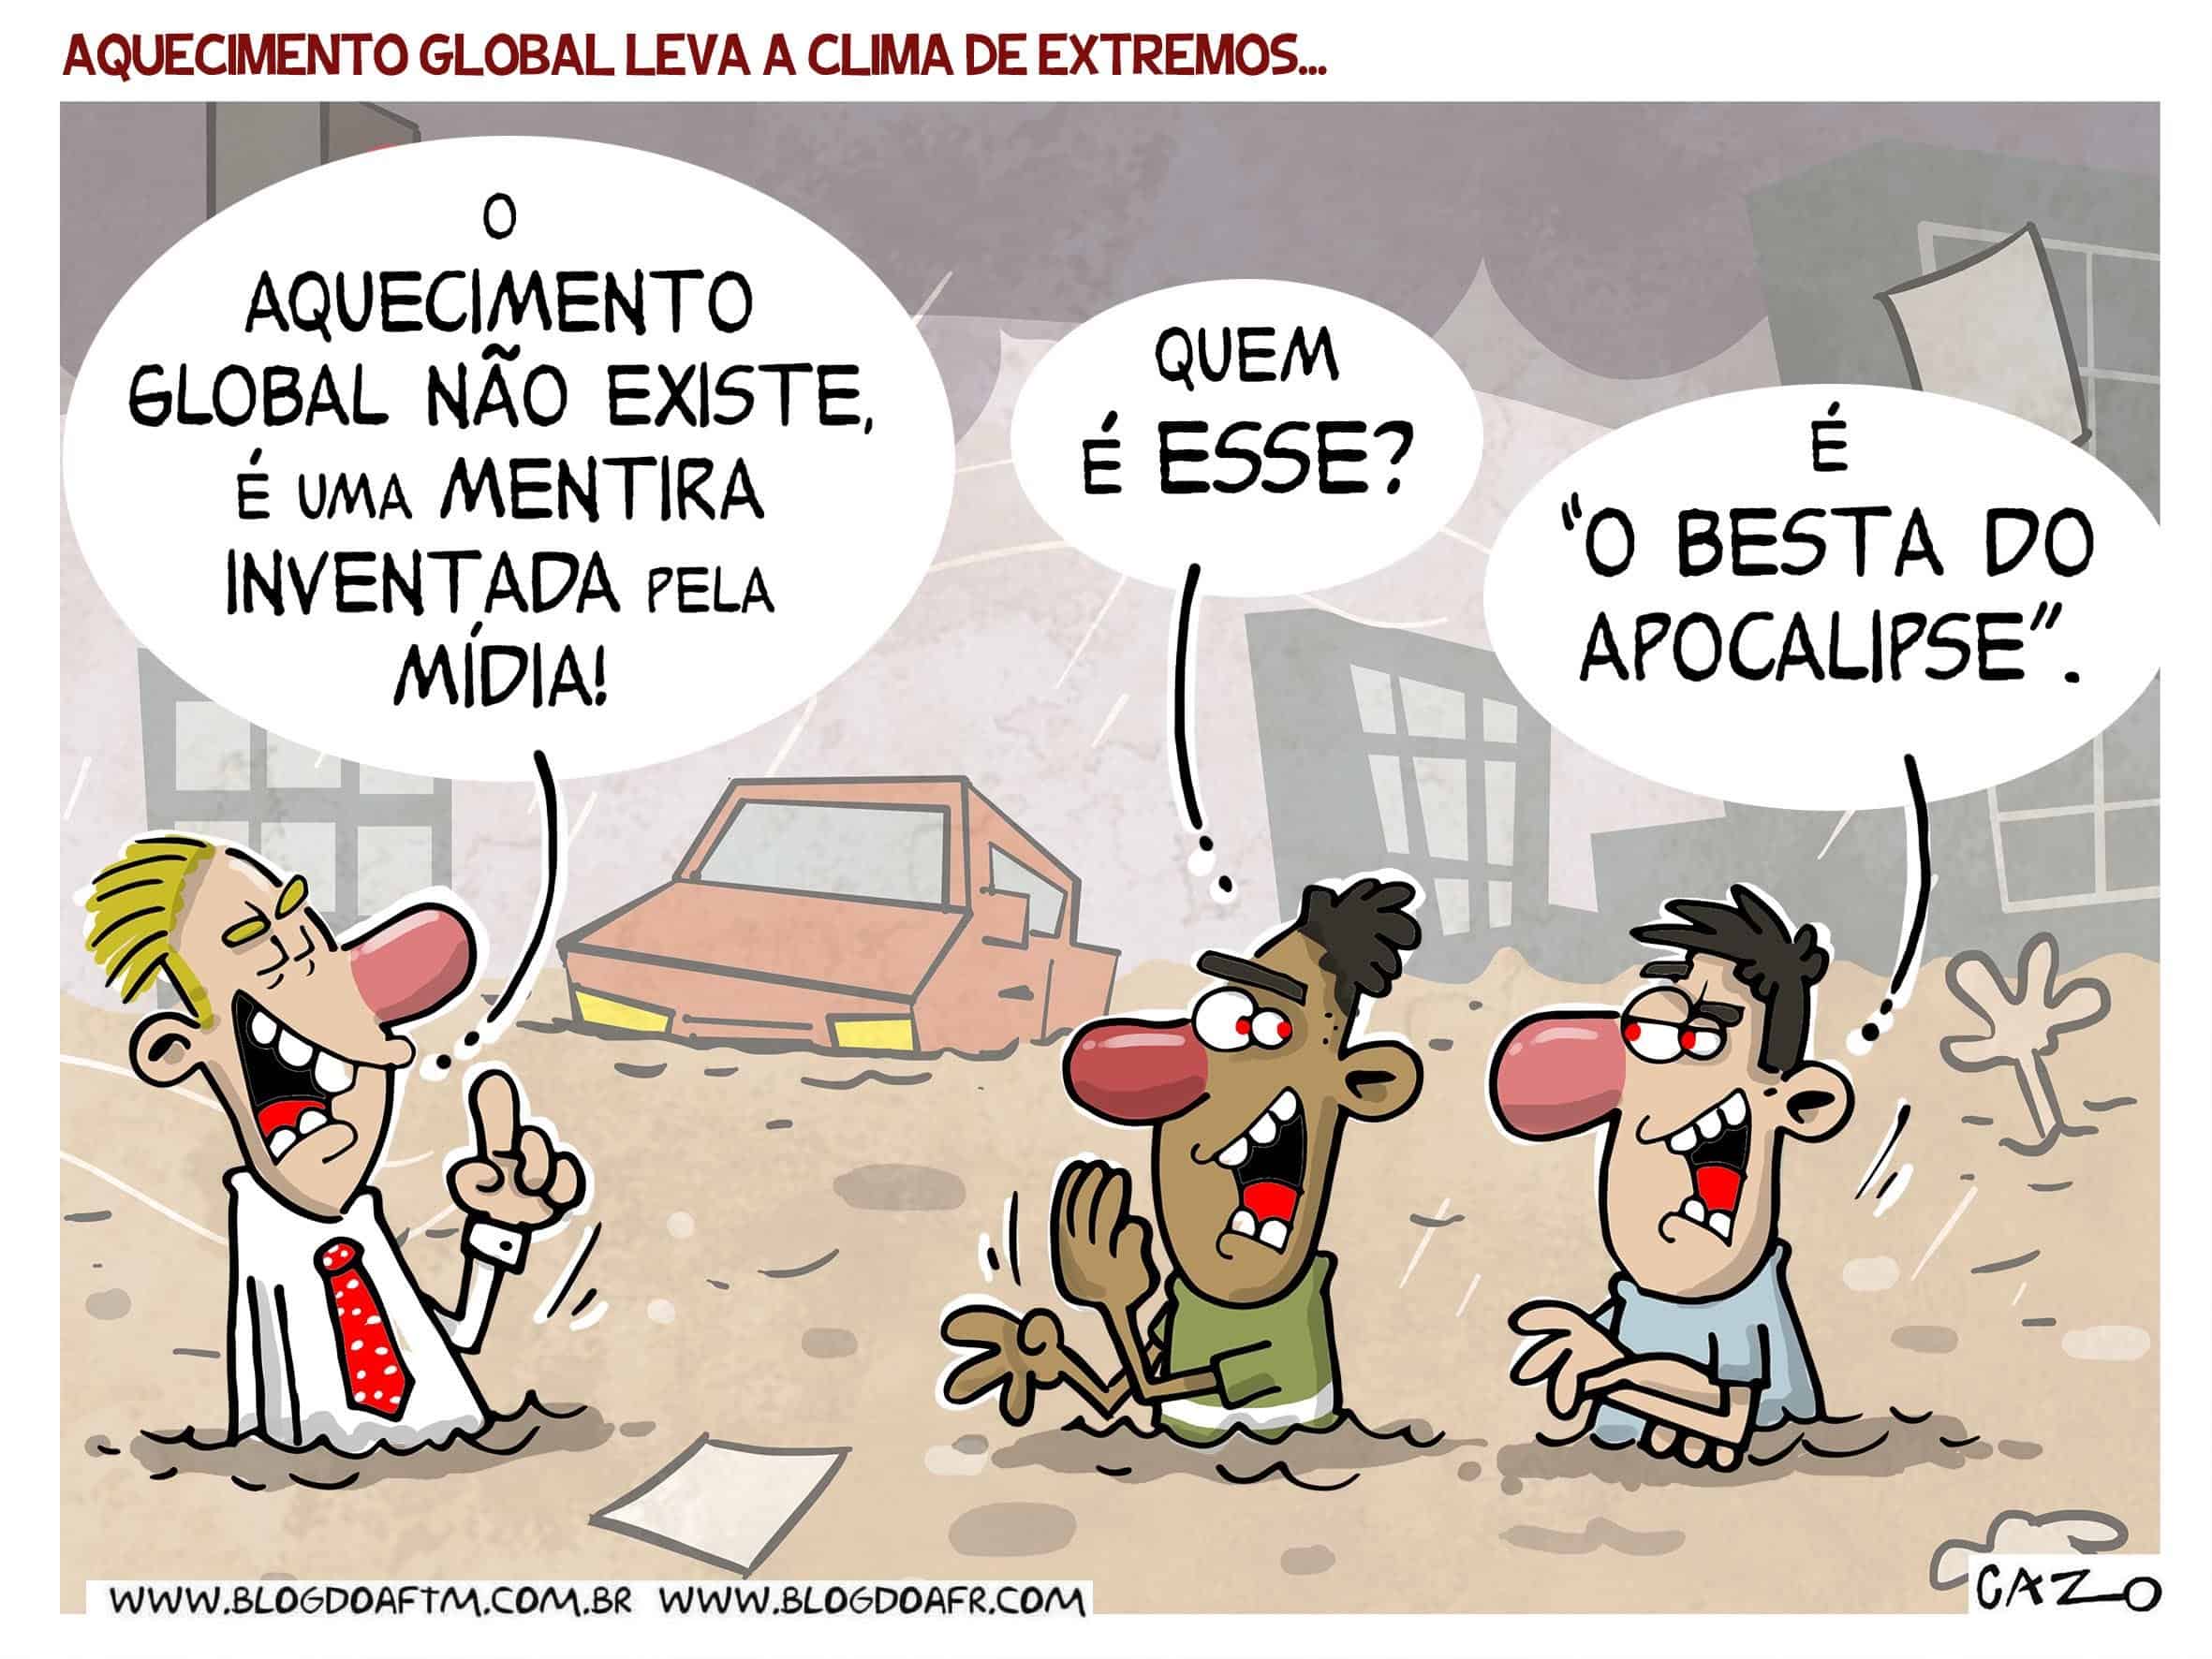 AQUECIMENTO GLOBAL LEVA A CLIMA DE EXTREMOS...
O
AQUECIMENTO
GLOBAL NÃO EXISTE,
É UMA MENTIRA
INVENTADA PELA
MÍDIA!
QUEM
É ESSE?
É
"O BESTA DO
APOCALIPSE".
WWW.BLOGDOAFTM.COM.BR WWW.BLOGDOAFR.COM
CAZO